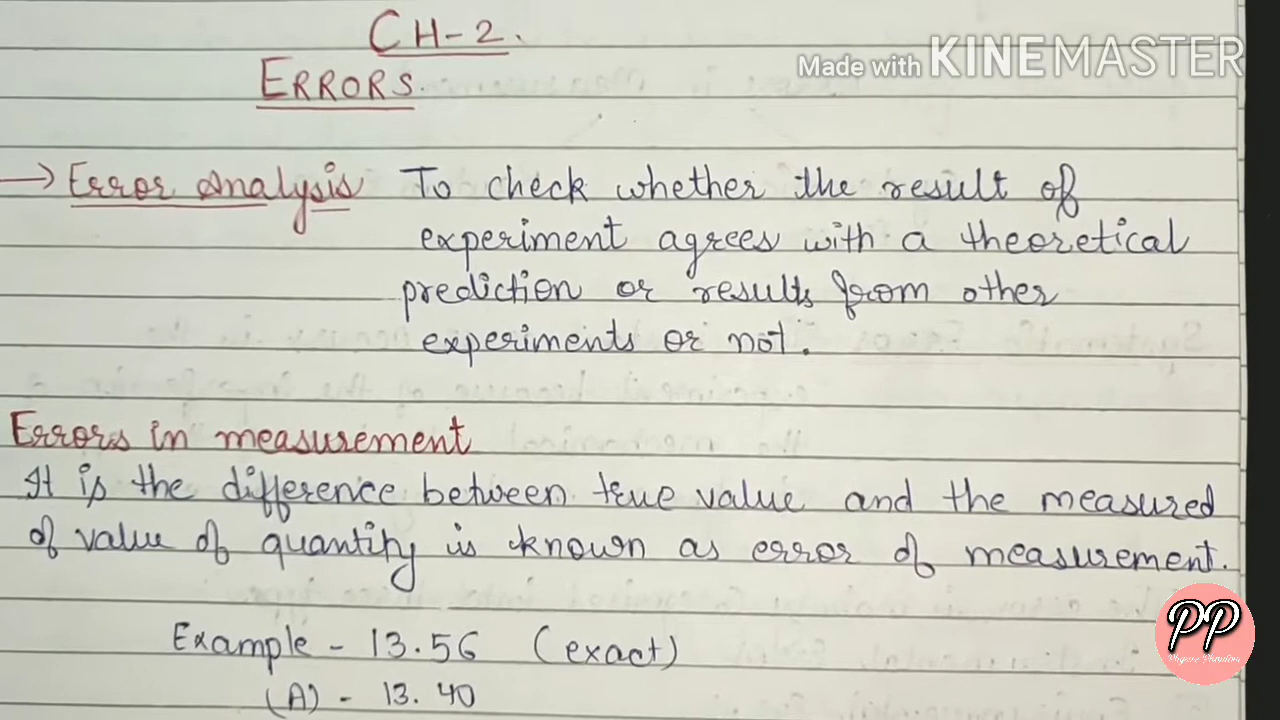 CH-2.
Made with KINEMASTER
ERRORS.
→ Error analysis To check whether the result of
experiment agrees with a theoretical
prediction or results from other
experiments or not.
Errors in measurement
It is the difference between true value and the measured
of value of quantity is known as error of measurement.
PP
Example - 13.56 (exact)
(A) - 13.40